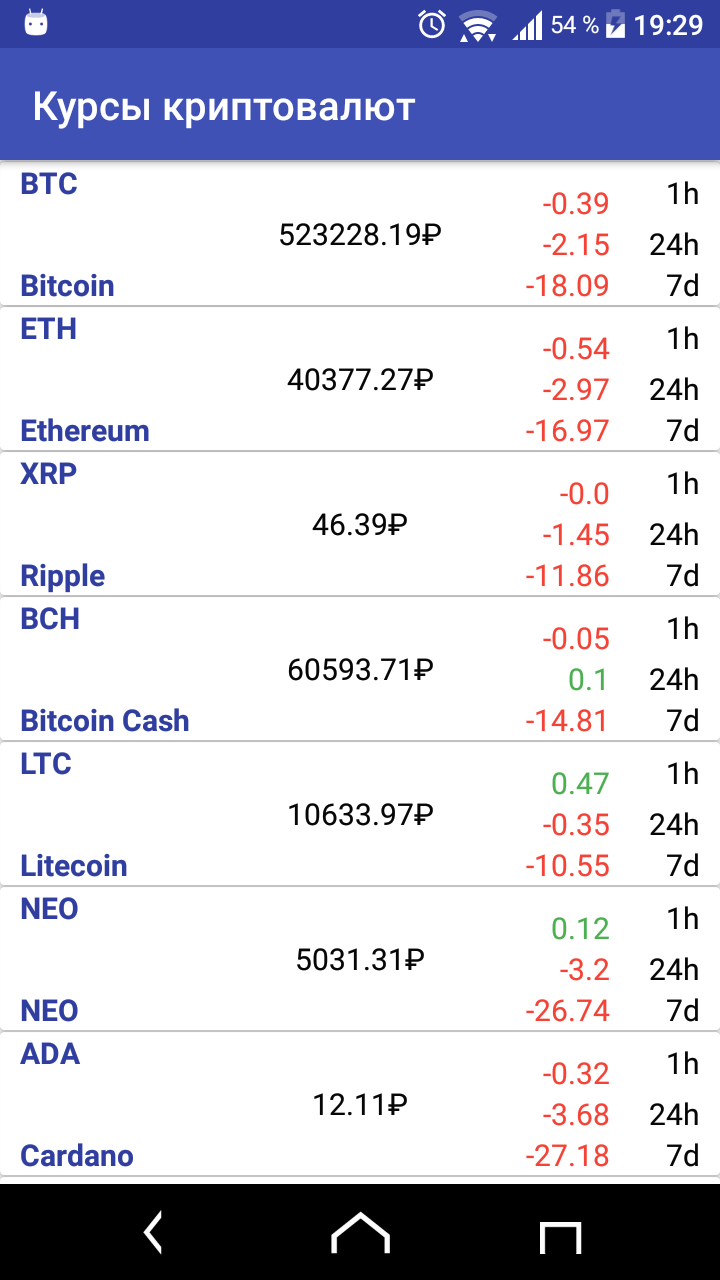 54 % 19:29
Курсы криптовалют
BTC
523228.19₽
Bitcoin
-0.39 1h
-2.15 24h
-18.09 7d
ETH
40377.27₽
Ethereum
-0.54 1h
-2.97 24h
-16.97 7d
XRP
46.39₽
Ripple
-0.0 1h
-1.45 24h
-11.86 7d
BCH
60593.71₽
Bitcoin Cash
-0.05 1h
0.1 24h
-14.81 7d
LTC
10633.97₽
Litecoin
0.47 1h
-0.35 24h
-10.55 7d
NEO
5031.31₽
NEO
0.12 1h
-3.2 24h
-26.74 7d
ADA
12.11₽
Cardano
-0.32 1h
-3.68 24h
-27.18 7d